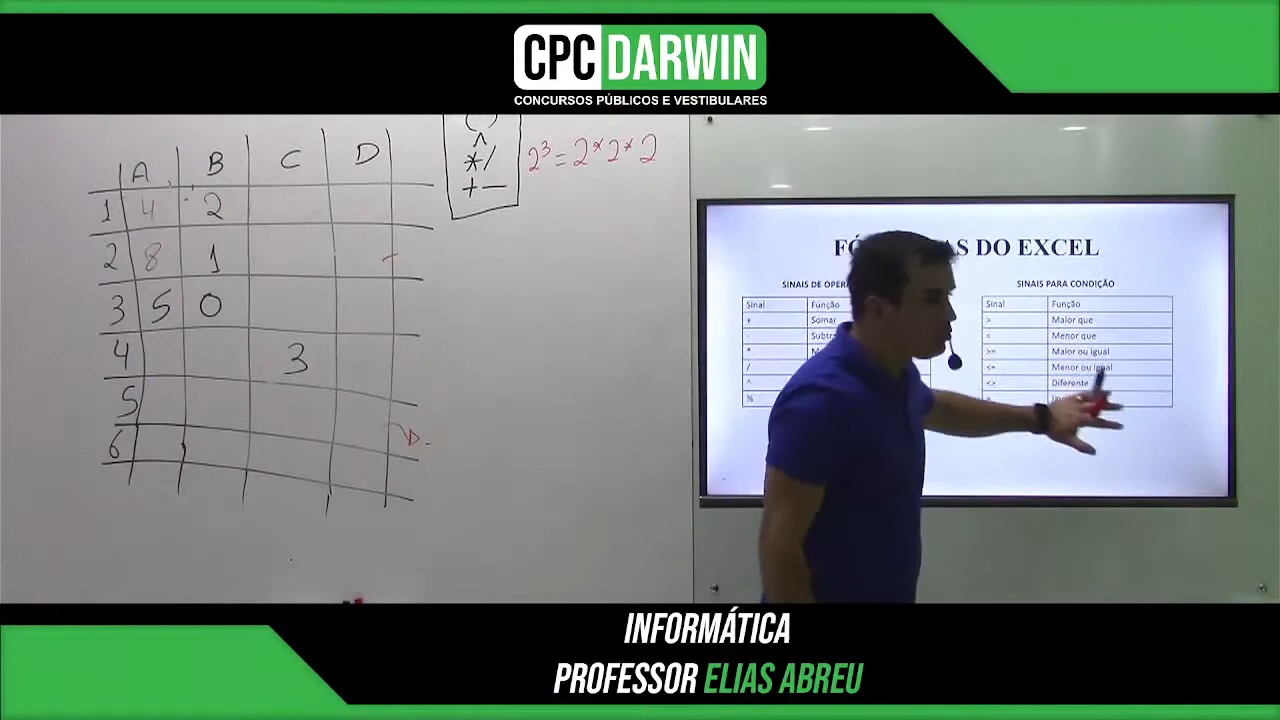 CPC DARWIN
CONCURSOS PÚBLICOS E VESTIBULARES
A B C D
1 4 2
2 8 1
3 5 0
4 3
5
6
( )
^
* /
+ -
2³ = 2*2*2
DO EXCEL
SINAIS DE
Sinal Função
+ Somar
-
*
/
^
%
SINAIS PARA CONDIÇÃO
Sinal Função
> Maior que
< Menor que
>= Maior ou igual
<= Menor ou igual
<> Diferente
INFORMÁTICA
PROFESSOR ELIAS ABREU